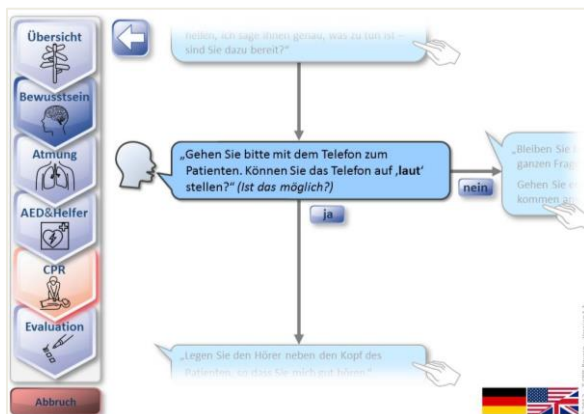 Übersicht
Bewusstsein
Atmung
AED&Helfer
CPR
Evaluation
Abbruch
helfen, ich sage Ihnen genau, was zu tun ist –
sind Sie dazu bereit?“
„Gehen Sie bitte mit dem Telefon zum
Patienten. Können Sie das Telefon auf ‚laut‘
stellen?“ (Ist das möglich?)
nein
ja
„Bleiben Sie
ganzen Frag
Gehen Sie
kommen
„Legen Sie den Hörer neben den Kopf des
Patienten, so dass Sie mich gut hören.“